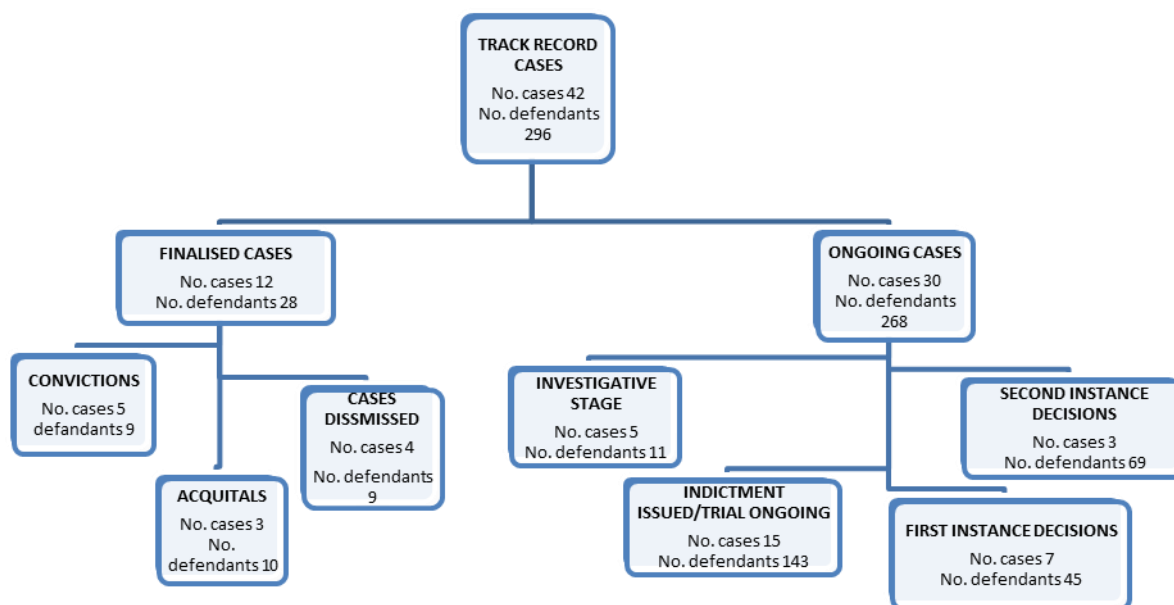 TRACK RECORD
CASES
No. cases 42
No. defendants
296
FINALISED CASES
No. cases 12
No. defendants 28
ONGOING CASES
No. cases 30
No. defendants
268
CONVICTIONS
No. cases 5
defandants 9
ACQUITALS
No. cases 3
No.
defendants 10
CASES
DISSMISSED
No. cases 4
No. defendants
9
INVESTIGATIVE
STAGE
No. cases 5
No. defendants 11
INDICTMENT
ISSUED/TRIAL ONGOING
No. cases 15
No. defendants 143
FIRST INSTANCE DECISIONS
No. cases 7
No. defendants 45
SECOND INSTANCE
DECISIONS
No. cases 3
No. defendants 69